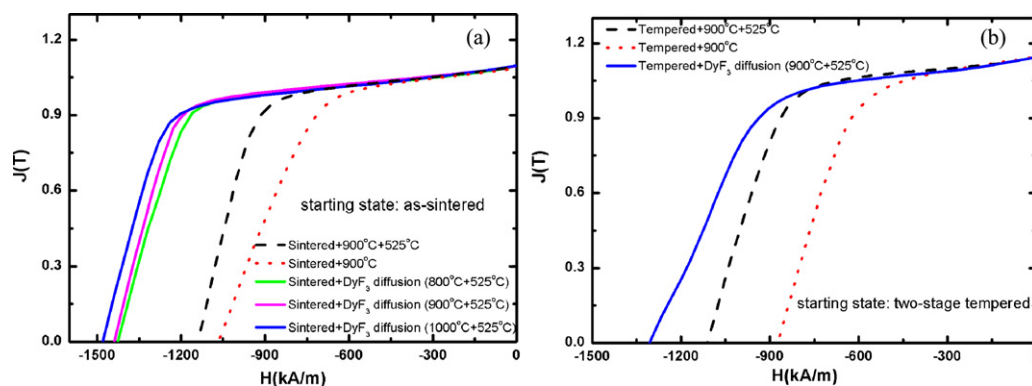 (a)
J(T)
1.2
0.9
0.6
0.3
0.0
starting state: as-sintered
Sintered+900°C+525°C
Sintered+900°C
Sintered+DyF₃ diffusion (800°C+525°C)
Sintered+DyF₃ diffusion (900°C+525°C)
Sintered+DyF₃ diffusion (1000°C+525°C)
-1500 -1200 -900 -600 -300 0
H(kA/m)
Tempered+900°C+525°C
Tempered+900°C
Tempered+DyF₃ diffusion (900°C+525°C)
(b)
J(T)
1.2
0.9
0.6
0.3
0.0
starting state: two-stage tempered
-1500 -1200 -900 -600 -300
H(kA/m)